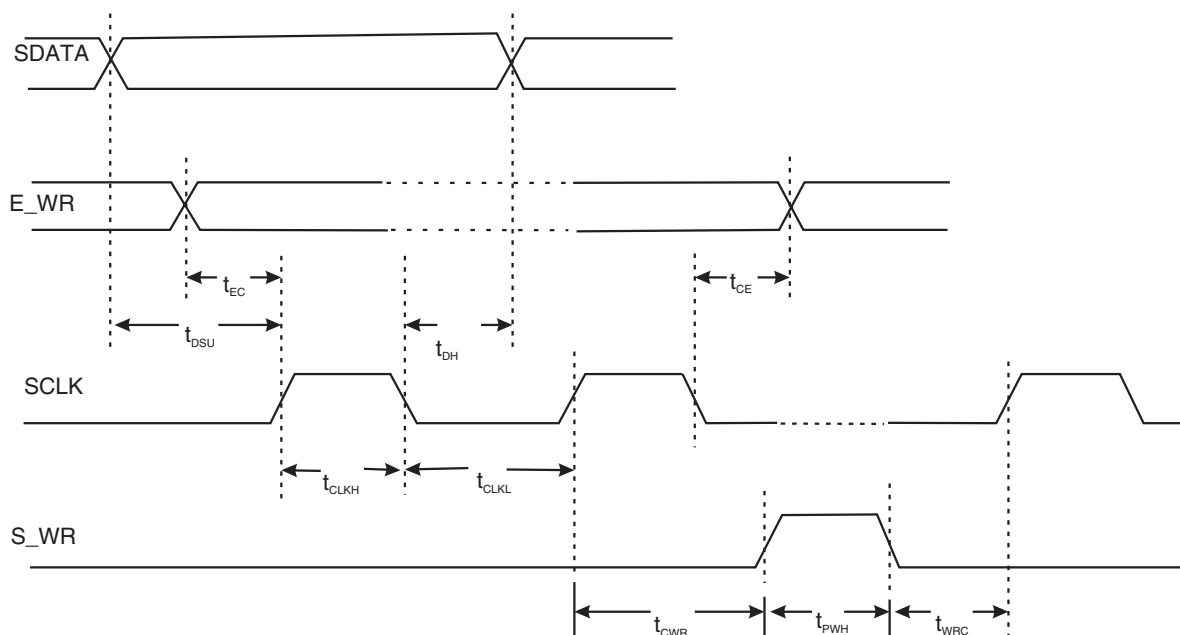 SDATA
E_WR
tEC
tCE
tDSU
tDH
SCLK
tCLKH
tCLKL
S_WR
tCWR
tPWH
tWRC